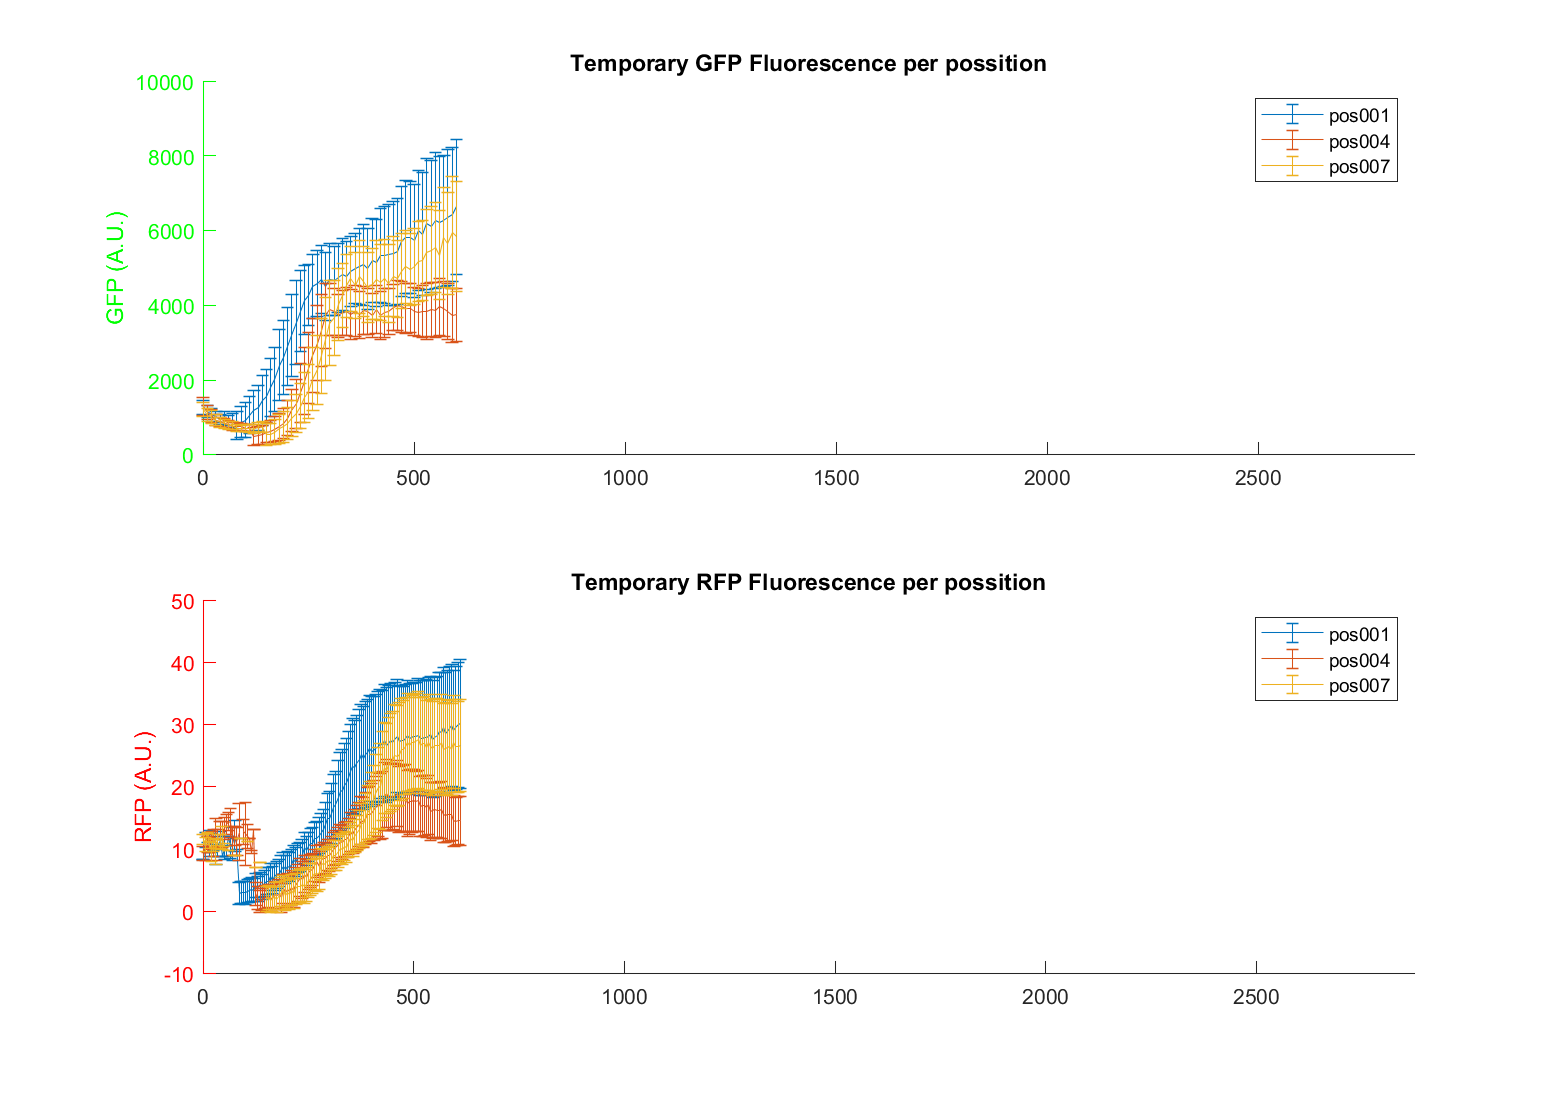 Temporary GFP Fluorescence per possition
GFP (A.U.)
10000
8000
6000
4000
2000
0
0 500 1000 1500 2000 2500
pos001
pos004
pos007
Temporary RFP Fluorescence per possition
RFP (A.U.)
50
40
30
20
10
0
-10
0 500 1000 1500 2000 2500
pos001
pos004
pos007